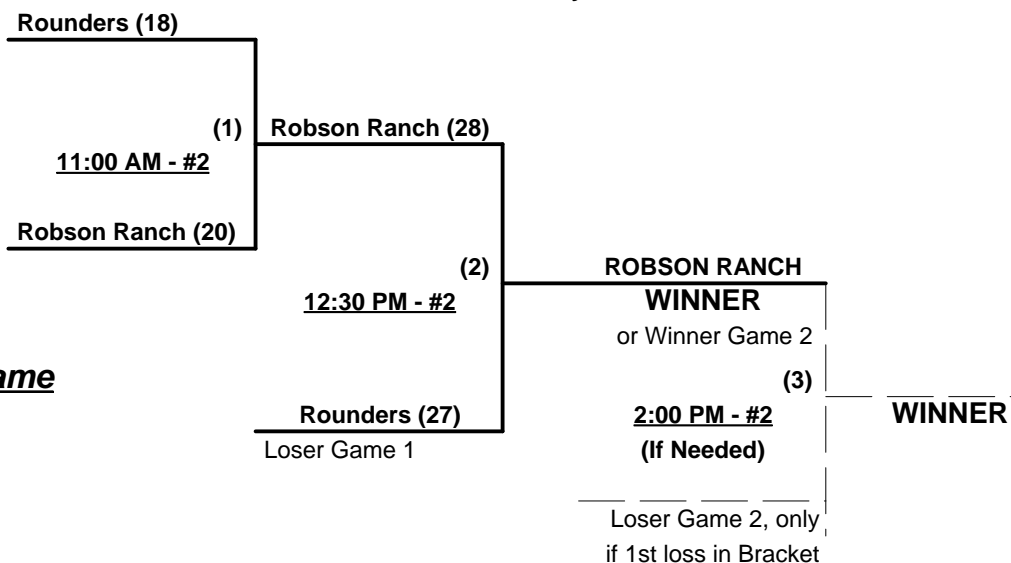 Rounders (18)
(1)
Robson Ranch (28)
11:00 AM - #2
Robson Ranch (20)
(2)
ROBSON RANCH
12:30 PM - #2
WINNER
or Winner Game 2
(3)
Rounders (27)
2:00 PM - #2
WINNER
Loser Game 1
(If Needed)
Loser Game 2, only
if 1st loss in Bracket